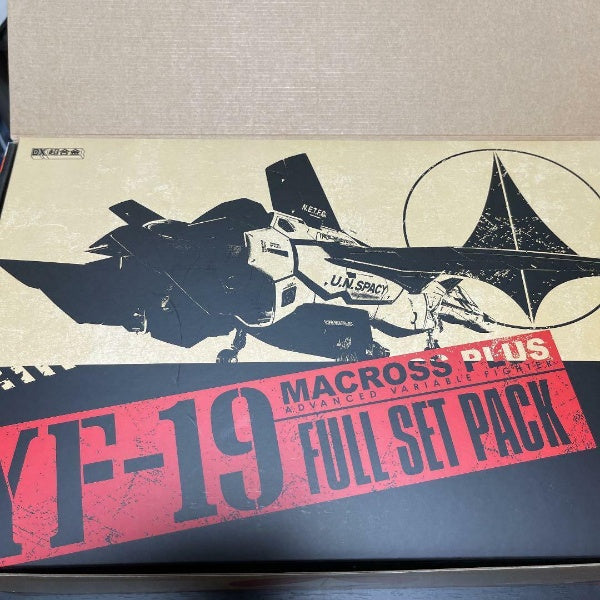 DX超合金
N.E.T.F.C.
U.N.SPACY
MACROSS PLUS
ADVANCED VARIABLE FIGHTER
YF-19 FULL SET PACK